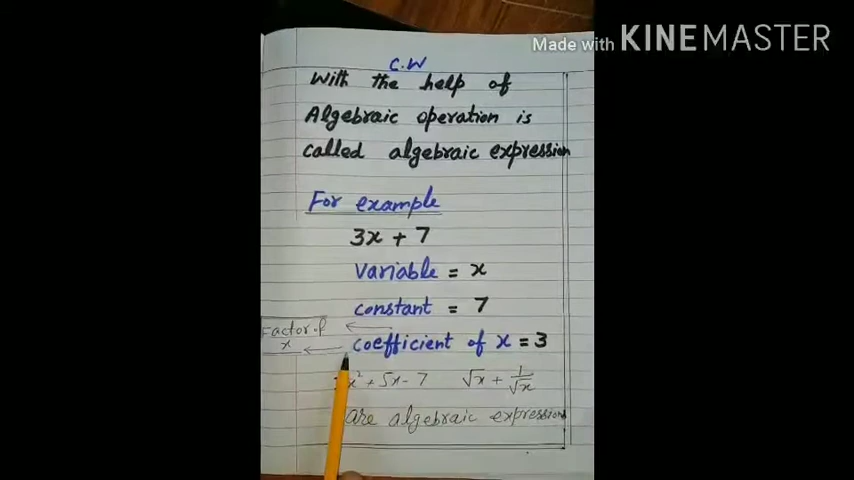 Made with KINEMASTER
C.W
With the help of
Algebraic operation is
called algebraic expression
For example
3x + 7
Variable = x
constant = 7
Factor of
x
coefficient of x = 3
x² + 5x - 7 √x + 1/√x
are algebraic expressions